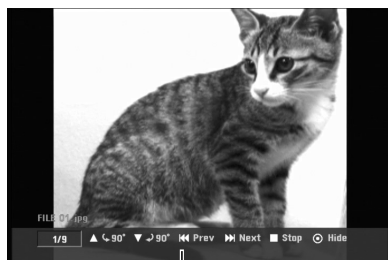 FILE 01.jpg
1/9 ▲ ⤹ 90° ▼ ⤾ 90° ⏮ Prev ⏭ Next ■ Stop ⊙ Hide